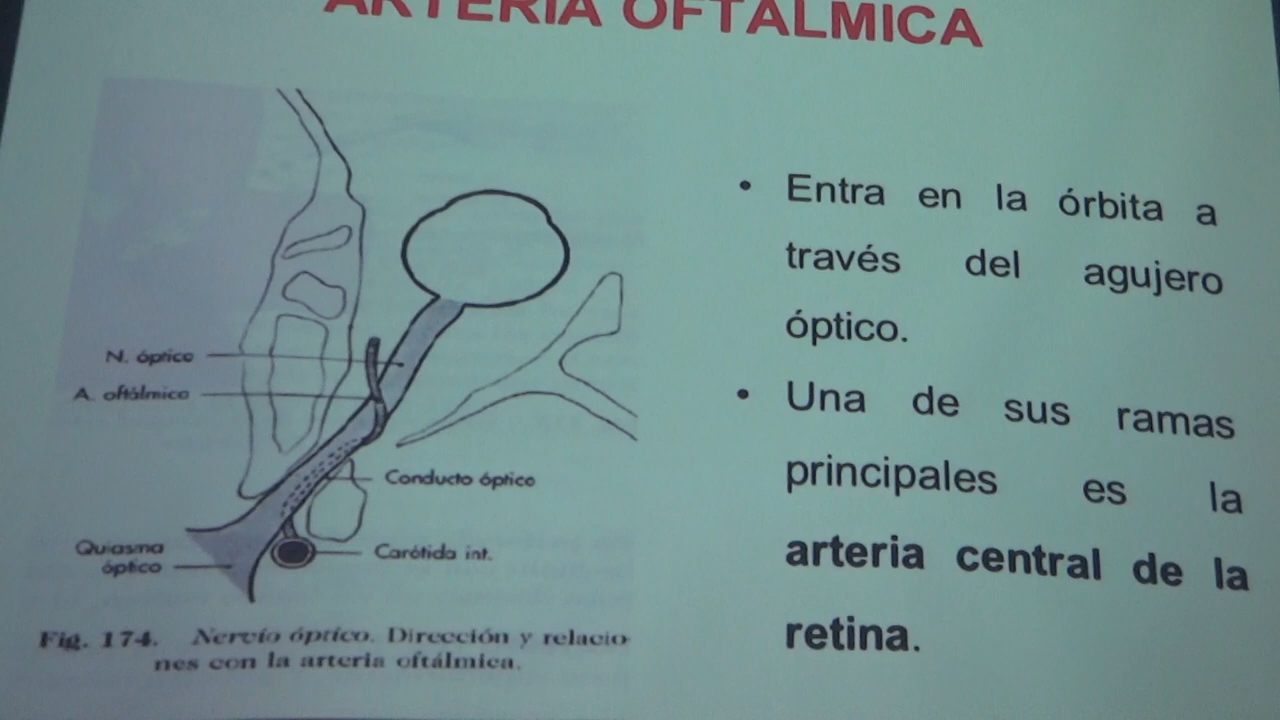 ARTERIA OFTALMICA
• Entra en la órbita a
través del agujero
óptico.
• Una de sus ramas
principales es la
arteria central de la
retina.
N. óptico
A. oftálmica
Conducto óptico
Quiasma
óptico
Carótida int.
Fig. 174. Nervio óptico. Dirección y relacio-
nes con la arteria oftálmica.